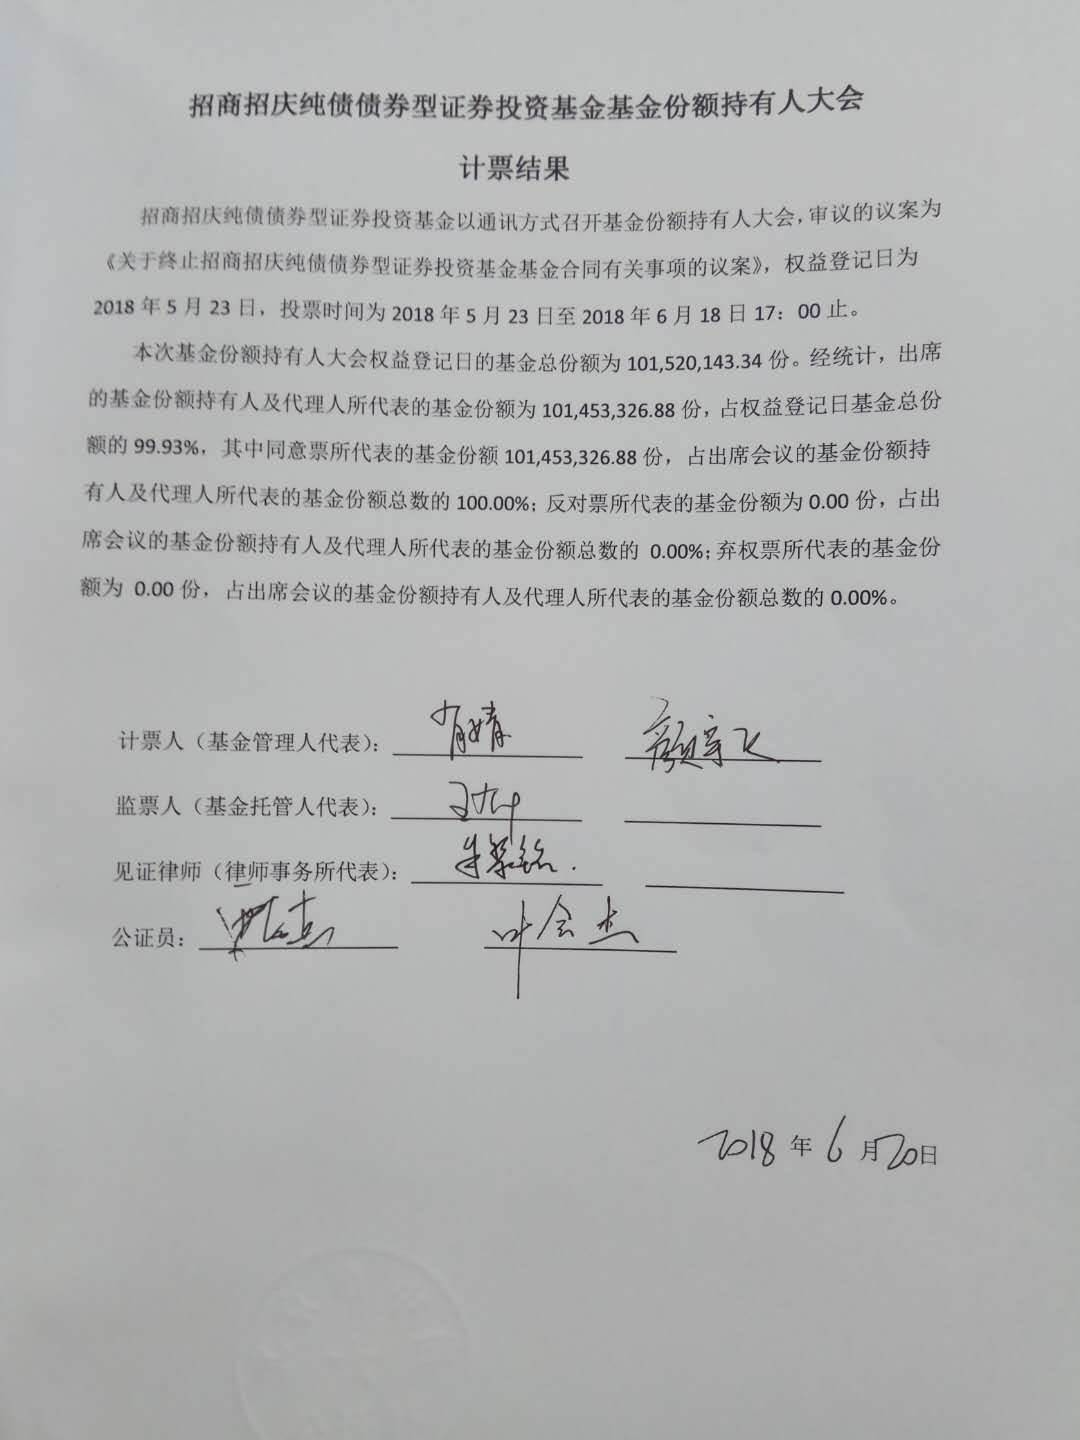 招商招庆纯债债券型证券投资基金基金份额持有人大会
计票结果
招商招庆纯债债券型证券投资基金以通讯方式召开基金份额持有人大会，审议的议案为
《关于终止招商招庆纯债债券型证券投资基金基金合同有关事项的议案》，权益登记日为
2018 年 5 月 23 日，投票时间为 2018 年 5 月 23 日至 2018 年 6 月 18 日 17：00 止。
本次基金份额持有人大会权益登记日的基金总份额为 101,520,143.34 份。经统计，出席
的基金份额持有人及代理人所代表的基金份额为 101,453,326.88 份，占权益登记日基金总份
额的 99.93%，其中同意票所代表的基金份额 101,453,326.88 份，占出席会议的基金份额持
有人及代理人所代表的基金份额总数的 100.00%；反对票所代表的基金份额为 0.00 份，占出
席会议的基金份额持有人及代理人所代表的基金份额总数的 0.00%；弃权票所代表的基金份
额为 0.00 份，占出席会议的基金份额持有人及代理人所代表的基金份额总数的 0.00%。
计票人（基金管理人代表）：
监票人（基金托管人代表）：
见证律师（律师事务所代表）：
公证员： 叶会杰
2018 年 6 月 20 日